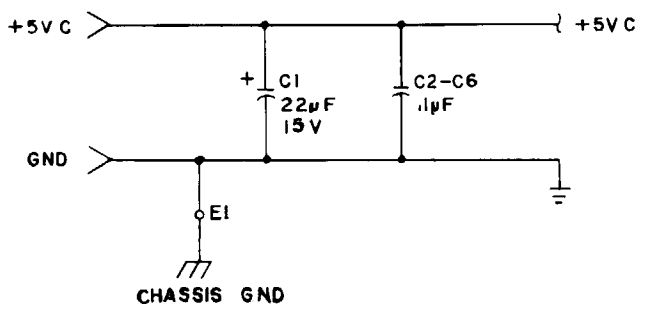 +5V C
+5V C
+ C1
22µF
15V
C2-C6
.1µF
GND
E1
CHASSIS GND